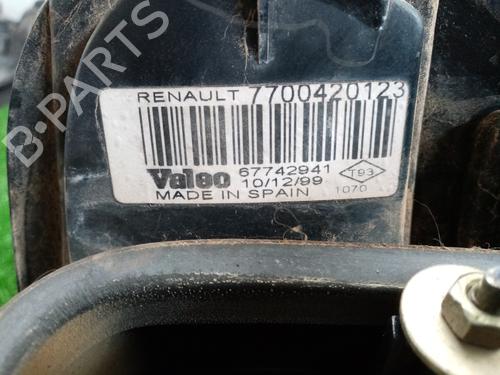 B-PARTS
RENAULT 7700420123
Valeo 67742941 T93
10/12/99 1070
MADE IN SPAIN